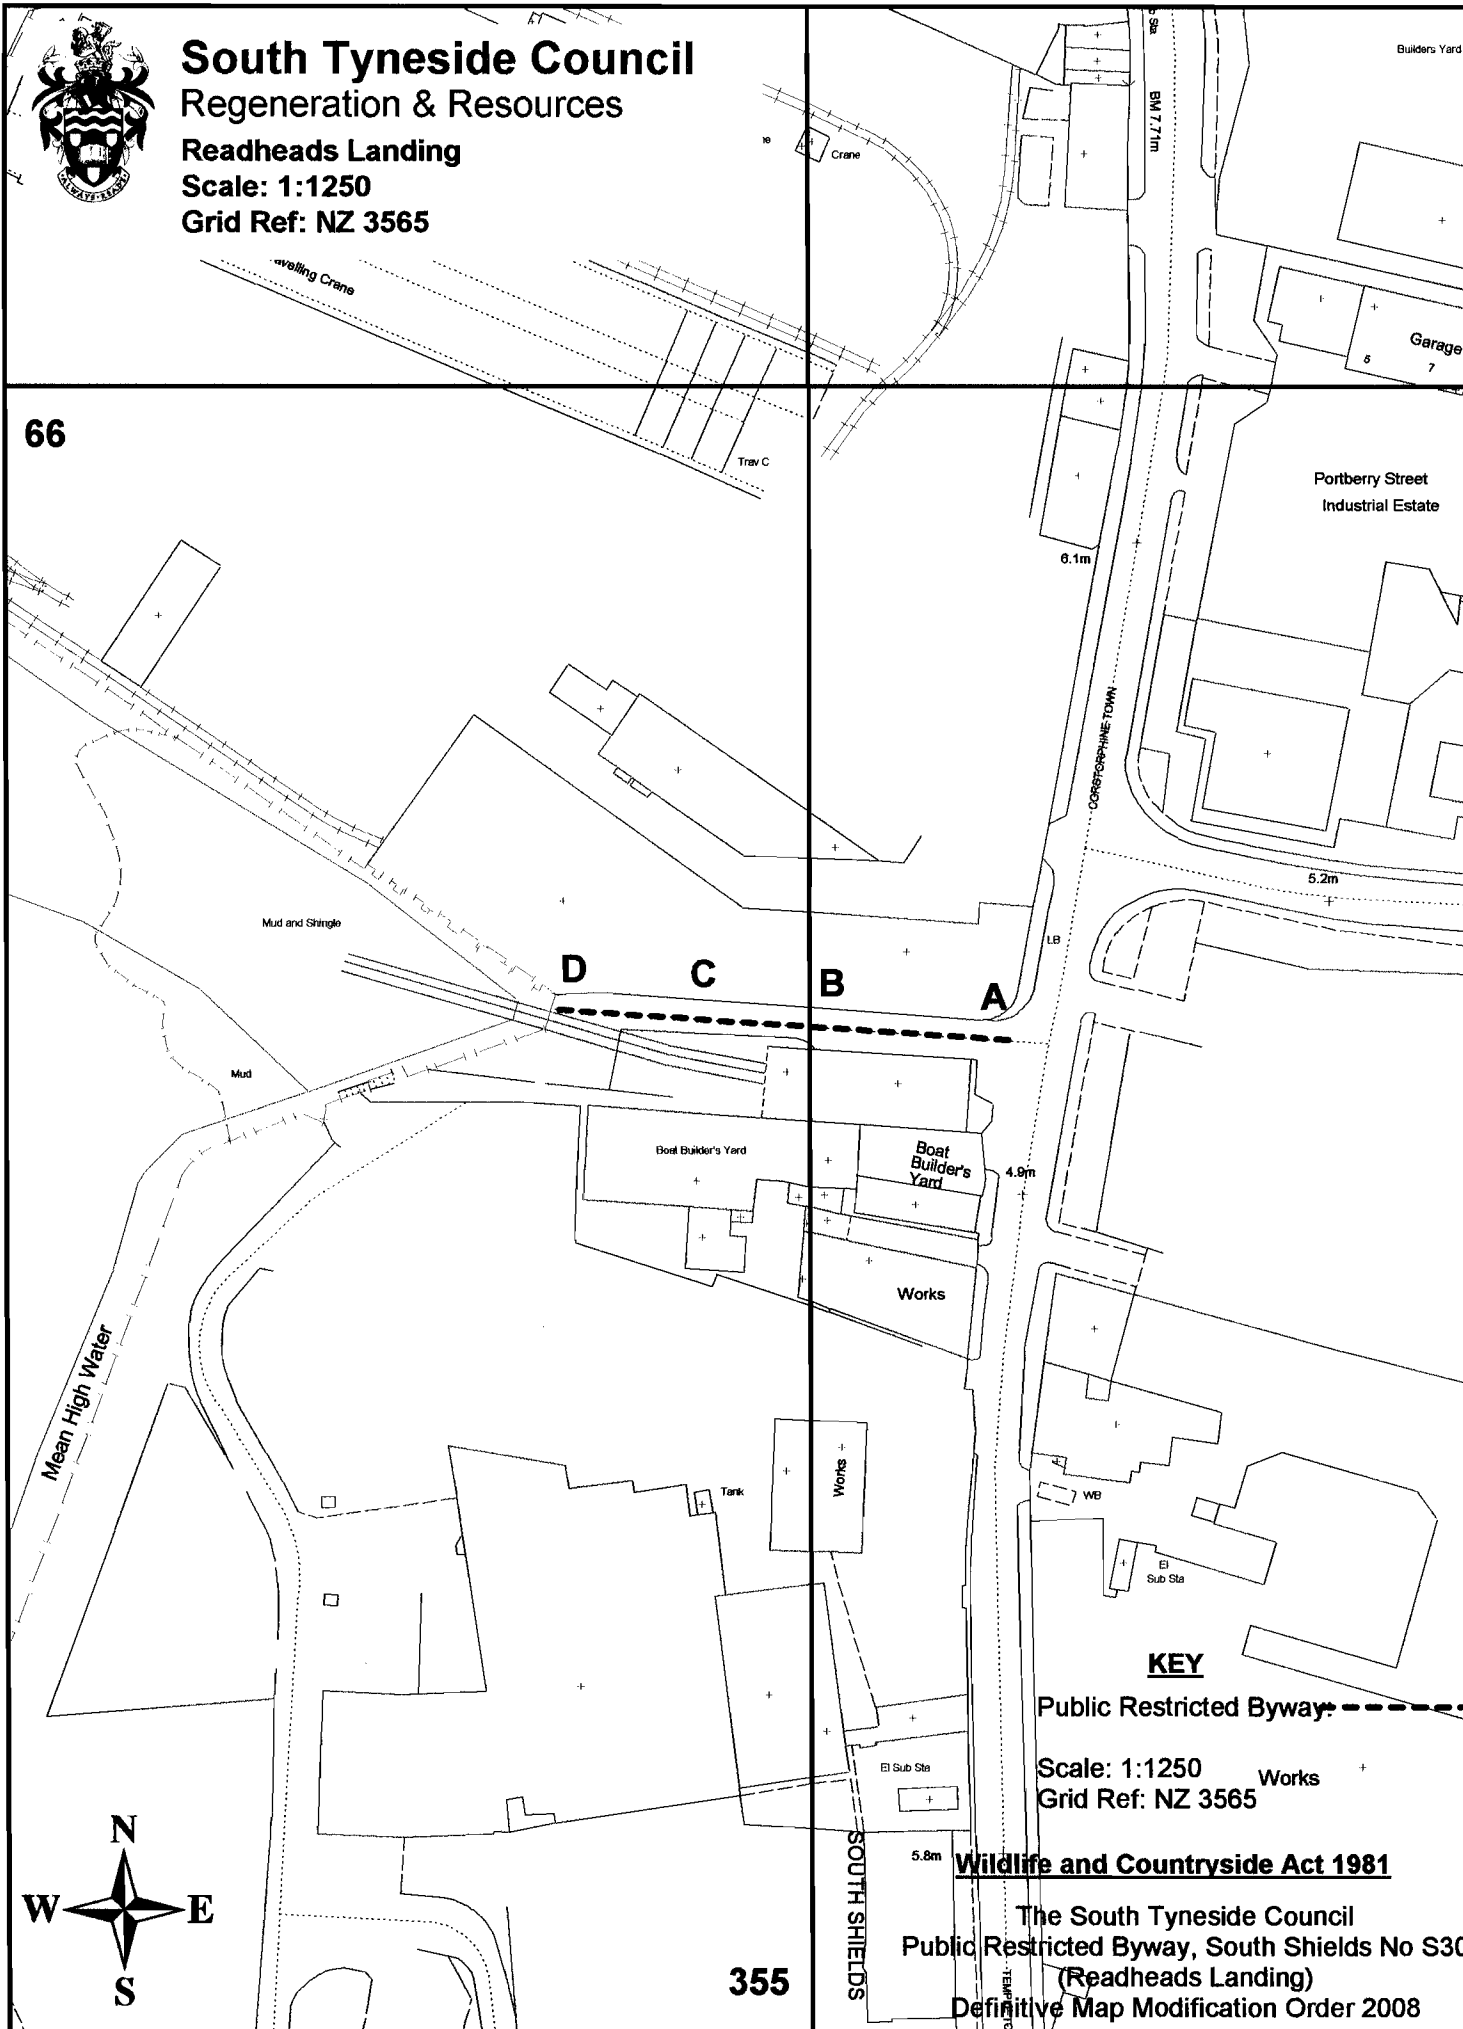 South Tyneside Council
Regeneration & Resources
Readheads Landing
Scale: 1:1250
Grid Ref: NZ 3565
ALWAYS READY
avelling Crane
Crane
BM 7.71m
Builders Yard
Garage
5
7
66
Trav C
Portberry Street
Industrial Estate
6.1m
CORSTORPHINE TOWN
5.2m
Mud and Shingle
LB
D
C
B
A
Mud
Boat Builder's Yard
Boat
Builder's
Yard
4.9m
Works
Mean High Water
Tank
Works
WB
El
Sub Sta
KEY
Public Restricted Byway:
Scale: 1:1250
Works
Grid Ref: NZ 3565
El Sub Sta
N
W
E
S
5.8m
SOUTH SHIELDS
355
Wildlife and Countryside Act 1981
The South Tyneside Council
Public Restricted Byway, South Shields No S30
(Readheads Landing)
Definitive Map Modification Order 2008